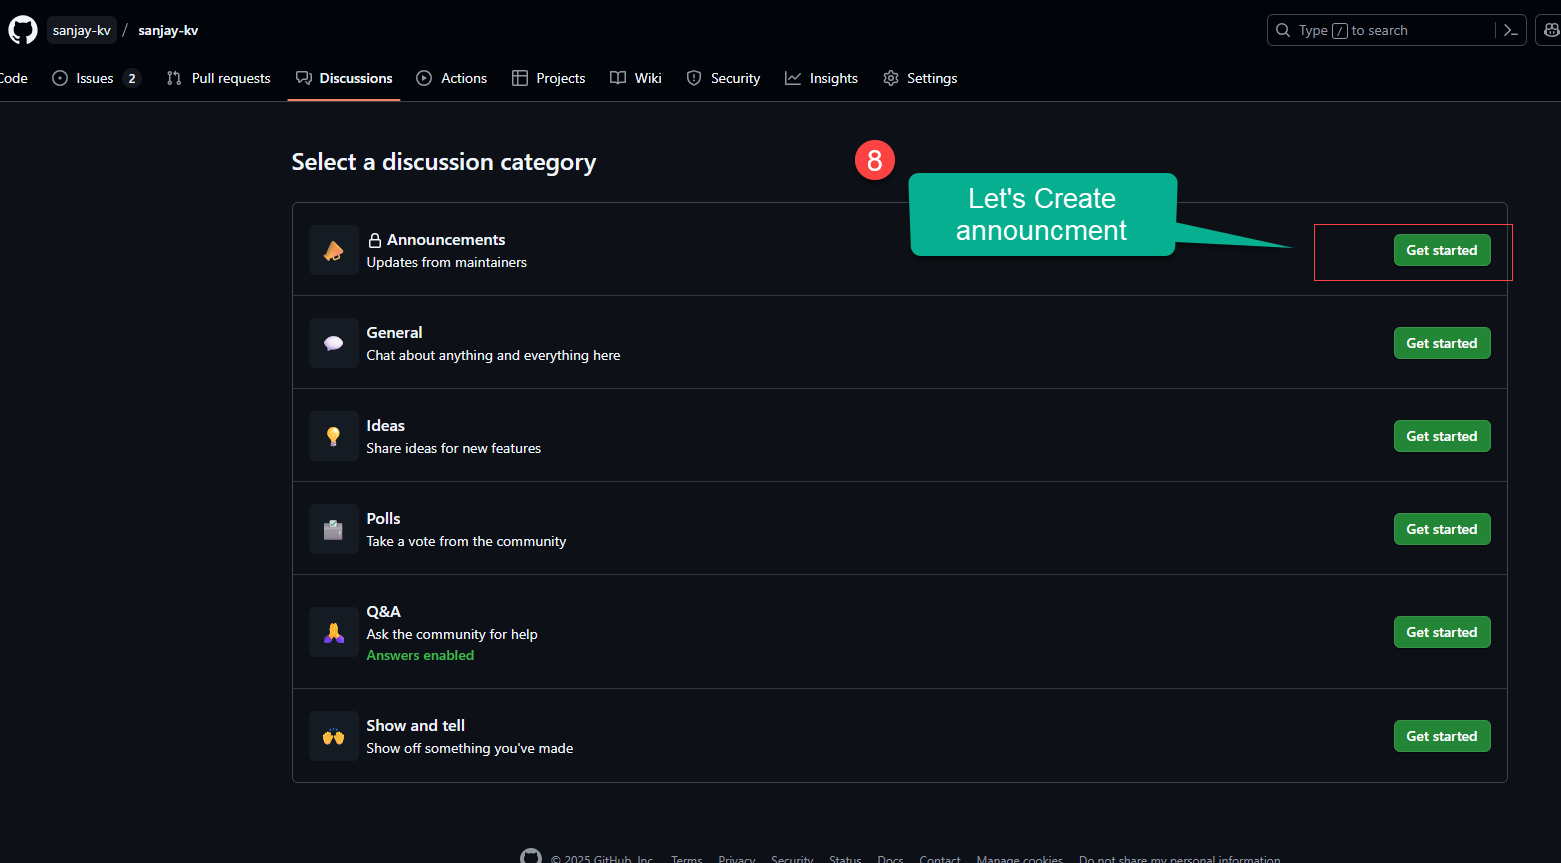 sanjay-kv / sanjay-kv
Type / to search
Code
Issues 2
Pull requests
Discussions
Actions
Projects
Wiki
Security
Insights
Settings
Select a discussion category
8
Let's Create
announcment
Announcements
Updates from maintainers
Get started
General
Chat about anything and everything here
Get started
Ideas
Share ideas for new features
Get started
Polls
Take a vote from the community
Get started
Q&A
Ask the community for help
Answers enabled
Get started
Show and tell
Show off something you've made
Get started
© 2025 GitHub, Inc. Terms Privacy Security Status Docs Contact Manage cookies Do not share my personal information